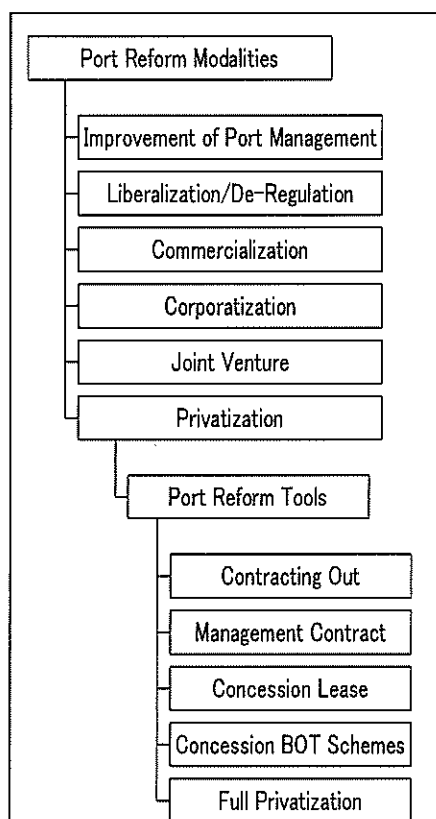 Port Reform Modalities
Improvement of Port Management
Liberalization/De-Regulation
Commercialization
Corporatization
Joint Venture
Privatization
Port Reform Tools
Contracting Out
Management Contract
Concession Lease
Concession BOT Schemes
Full Privatization